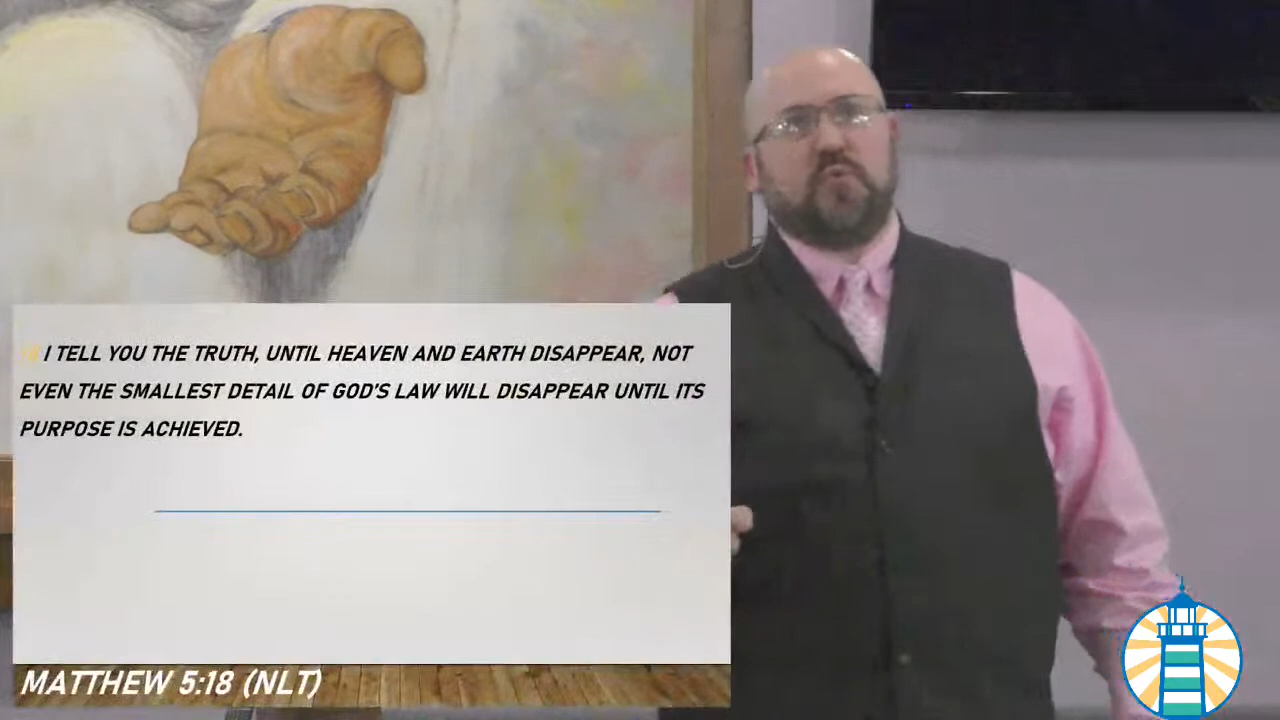 18 I TELL YOU THE TRUTH, UNTIL HEAVEN AND EARTH DISAPPEAR, NOT
EVEN THE SMALLEST DETAIL OF GOD'S LAW WILL DISAPPEAR UNTIL ITS
PURPOSE IS ACHIEVED.
MATTHEW 5:18 (NLT)